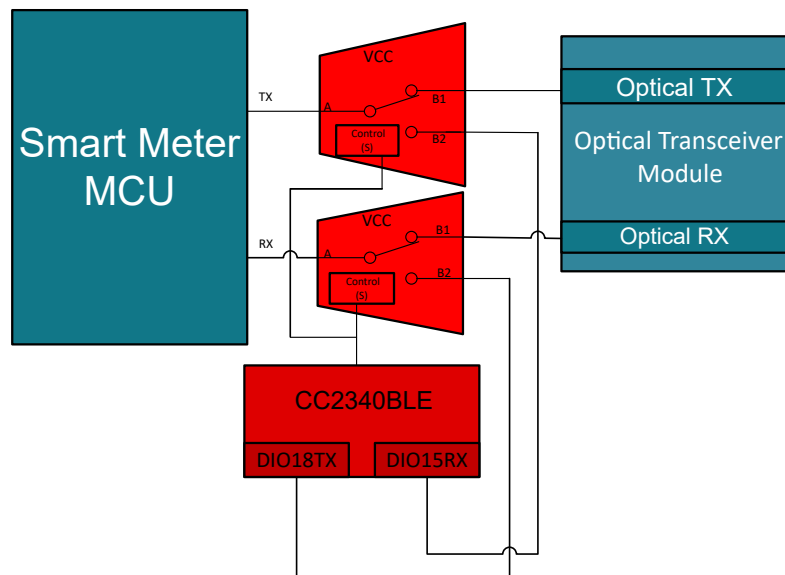 Smart Meter
MCU
TX
RX
VCC
A
B1
B2
Control
(S)
VCC
A
B1
B2
Control
(S)
Optical TX
Optical Transceiver
Module
Optical RX
CC2340BLE
DIO18TX
DIO15RX